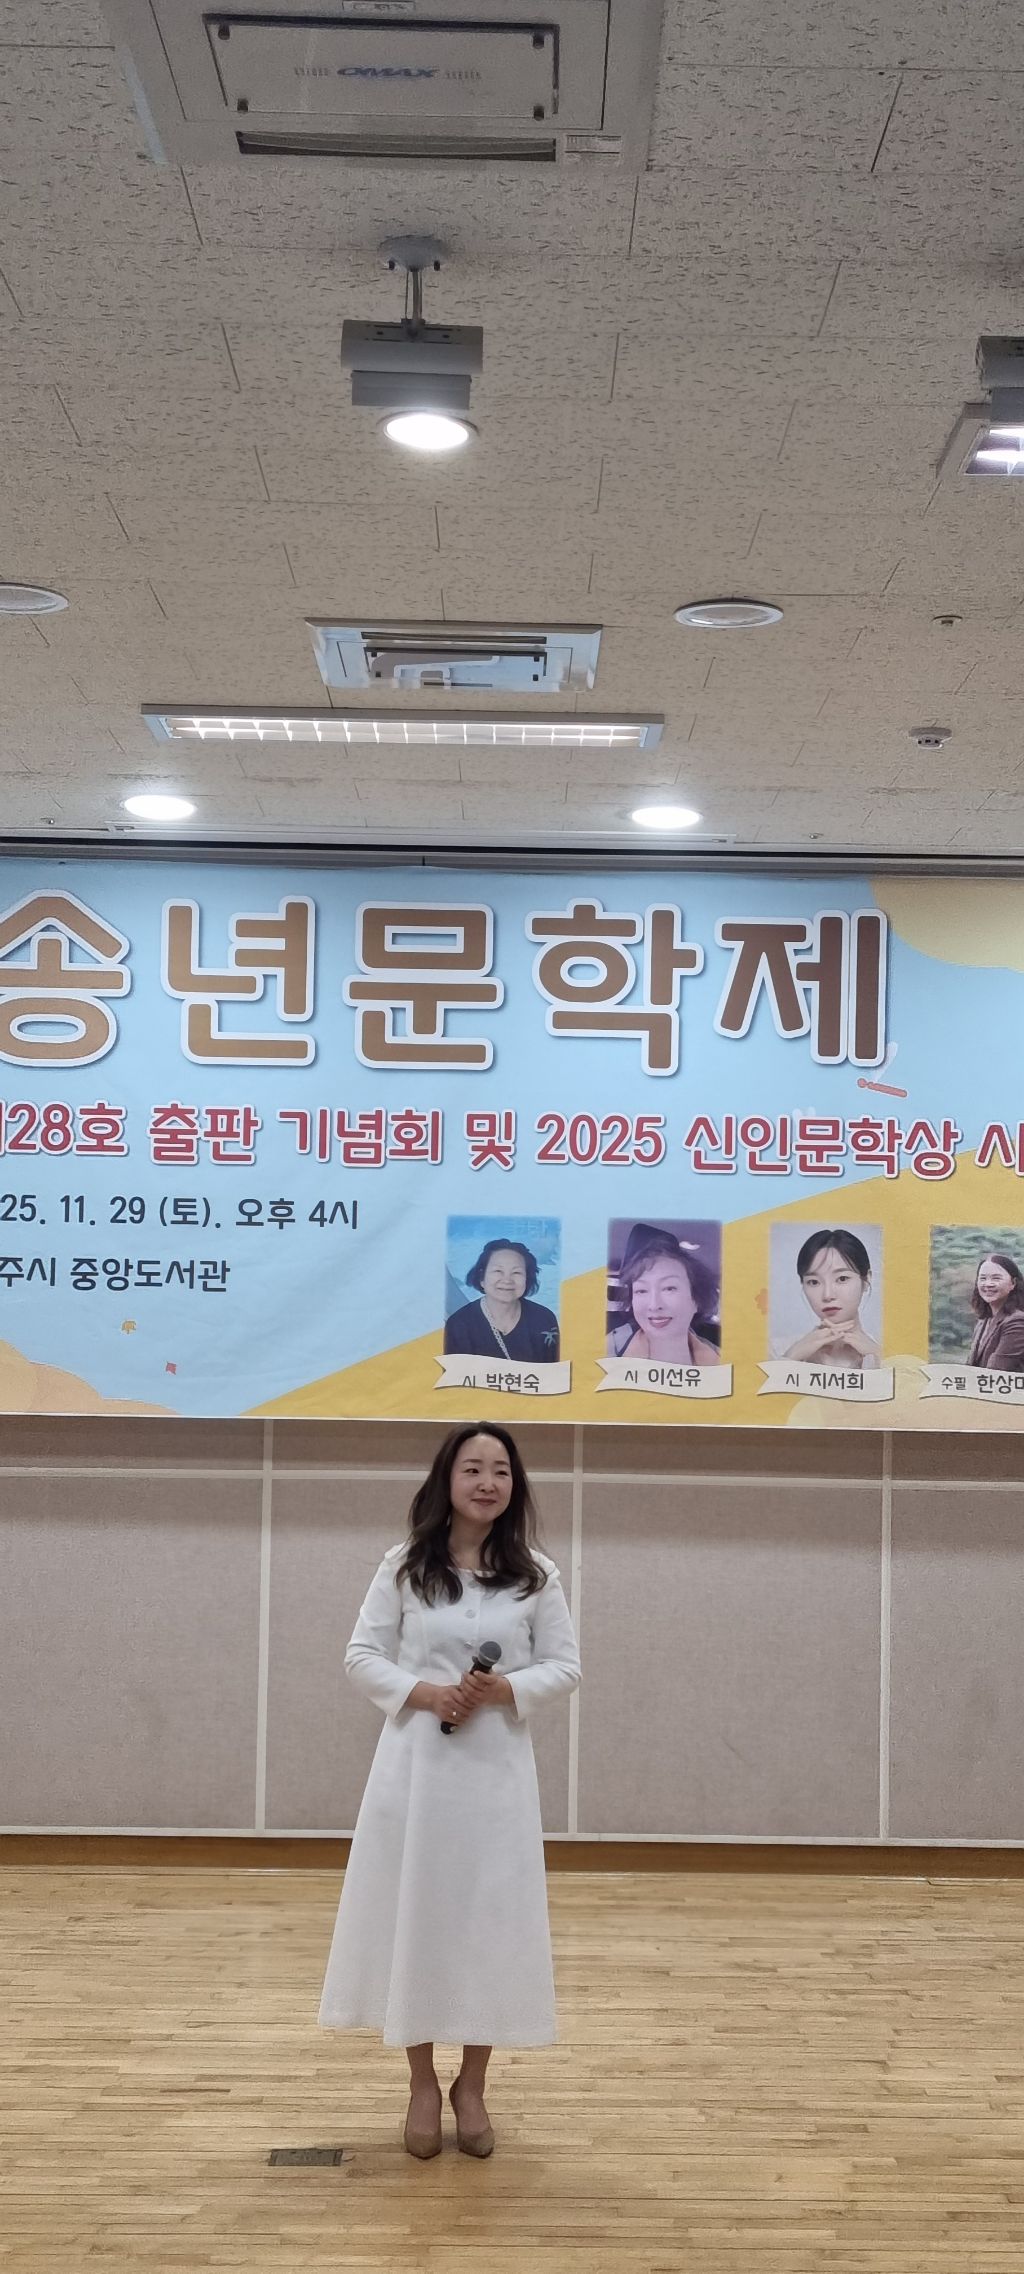 OMAX
송년문학제
28호 출판 기념회 및 2025 신인문학상 시
25. 11. 29 (토). 오후 4시
주시 중앙도서관
시 박현숙
시 이선유
시 지서희
수필 한상미